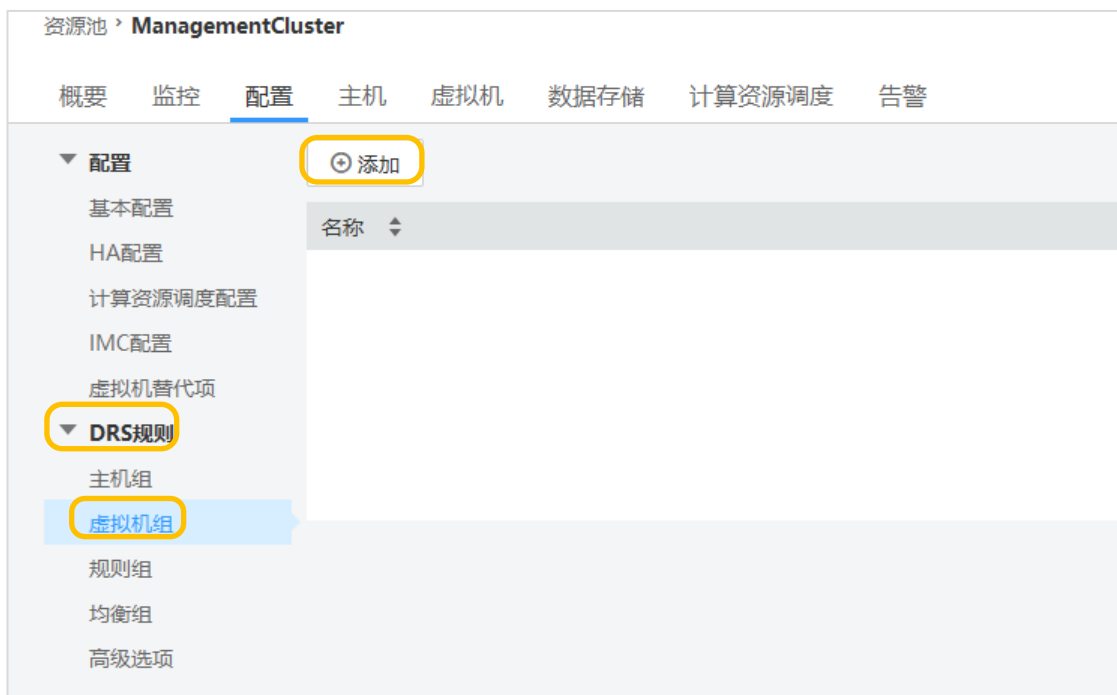 资源池 › ManagementCluster
概要 监控 配置 主机 虚拟机 数据存储 计算资源调度 告警
配置
基本配置
HA配置
计算资源调度配置
IMC配置
虚拟机替代项
DRS规则
主机组
虚拟机组
规则组
均衡组
高级选项
添加
名称